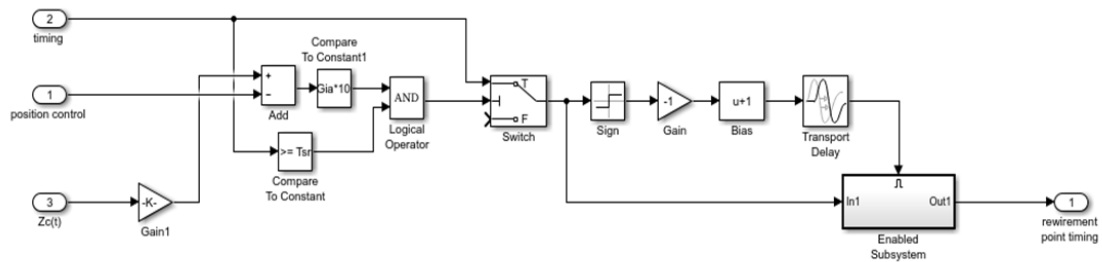 2
timing
1
position control
3
Zc(t)
-K-
Gain1
+
-
Add
Compare
To Constant1
Gia*10
>= Tsr
Compare
To Constant
AND
Logical
Operator
T
F
Switch
Sign
-1
Gain
u+1
Bias
Transport
Delay
In1
Out1
Enabled
Subsystem
1
rewirement
point timing